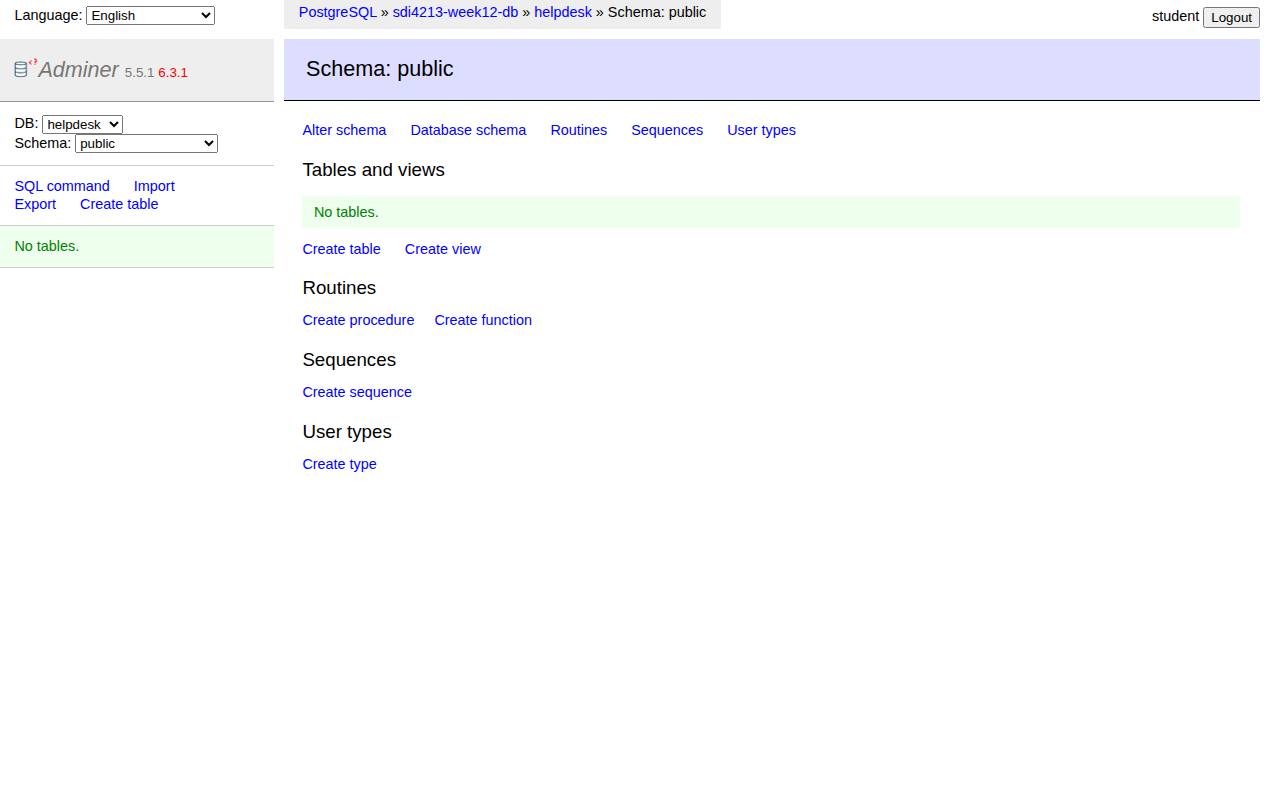 Language: English
PostgreSQL » sdi4213-week12-db » helpdesk » Schema: public
student Logout
Adminer 5.5.1 6.3.1
Schema: public
DB: helpdesk
Schema: public
SQL command Import
Export Create table
No tables.
Alter schema Database schema Routines Sequences User types
Tables and views
No tables.
Create table Create view
Routines
Create procedure Create function
Sequences
Create sequence
User types
Create type